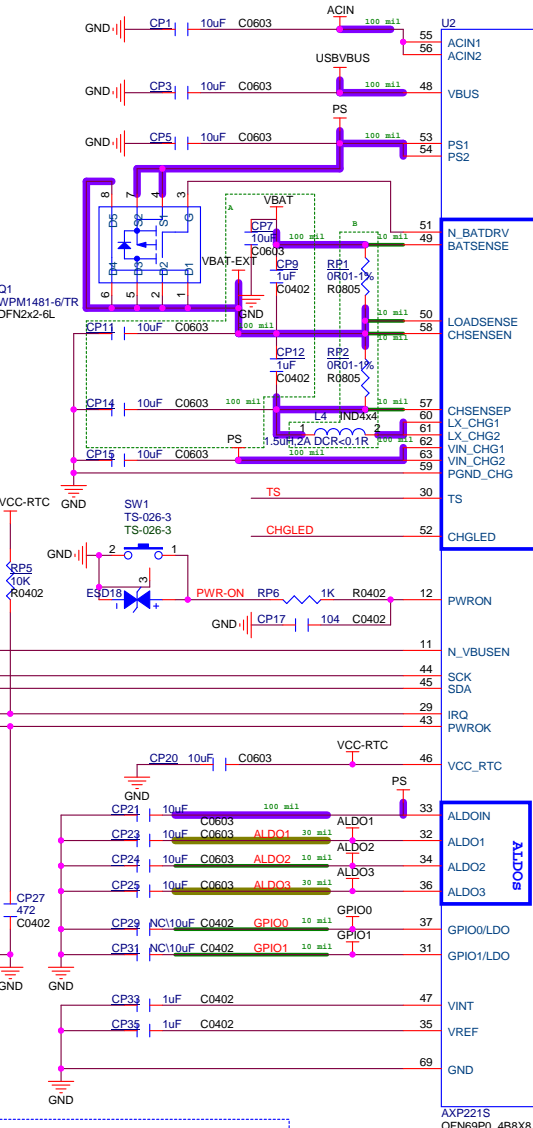 ACIN
U2
GND CP1 10uF C0603 100 mil 55 ACIN1
56 ACIN2
USBVBUS
GND CP3 10uF C0603 100 mil 48 VBUS
PS
GND CP5 10uF C0603 100 mil 53 PS1
54 PS2
8 7 4 3
D5 S2 S1 G
D4 D3 D2 D1
6 5 2 1
Q1
WPM1481-6/TR
DFN2x2-6L
A
VBAT
B
51 N_BATDRV
CP7 100 mil 10 mil 49 BATSENSE
10uF
C0603
VBAT-EXT
CP9
1uF
C0402
RP1
0R01-1%
R0805
GND
10 mil 50 LOADSENSE
CP11 10uF C0603 100 mil 10 mil 58 CHSENSEN
CP12
1uF
C0402
RP2
0R01-1%
R0805
CP14 10uF C0603 100 mil 10 mil 57 CHSENSEP
60 LX_CHG1
1 L4 IND4x4 2 61 LX_CHG2
PS 1.5uH,2A DCR<0.1R 100 mil 62 VIN_CHG1
CP15 10uF C0603 100 mil 63 VIN_CHG2
59 PGND_CHG
GND
TS 30 TS
CHGLED 52 CHGLED
VCC-RTC
SW1
TS-026-3
TS-026-3
GND 2 1
RP5
10K
R0402
3
ESD18 PWR-ON RP6 1K R0402 12 PWRON
GND CP17 104 C0402
11 N_VBUSEN
44 SCK
45 SDA
29 IRQ
43 PWROK
VCC-RTC
CP20 10uF C0603 46 VCC_RTC
GND
PS
CP21 10uF C0603 100 mil 33 ALDOIN
ALDO1
CP23 10uF C0603 ALDO1 30 mil 32 ALDO1
ALDO2
CP24 10uF C0603 ALDO2 10 mil 34 ALDO2
ALDO3
CP25 10uF C0603 ALDO3 30 mil 36 ALDO3
ALDOs
CP27
472
C0402
GPIO0
CP29 NC\10uF C0402 GPIO0 10 mil 37 GPIO0/LDO
GPIO1
CP31 NC\10uF C0402 GPIO1 10 mil 31 GPIO1/LDO
GND GND
CP33 1uF C0402 47 VINT
CP35 1uF C0402 35 VREF
69 GND
GND
AXP221S
QFN69P0_4B8X8